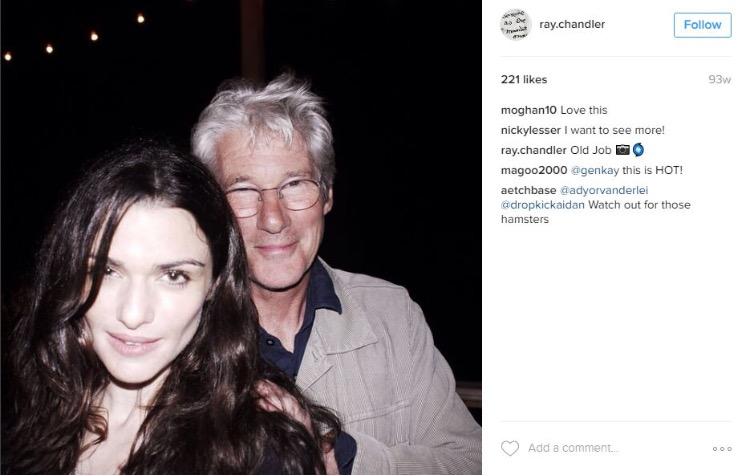 ray.chandler
Follow
221 likes
93w
moghan10 Love this
nickylesser I want to see more!
ray.chandler Old Job
magoo2000 @genkay this is HOT!
aetchbase @adyorvanderlei
@dropkickaidan Watch out for those
hamsters
Add a comment...